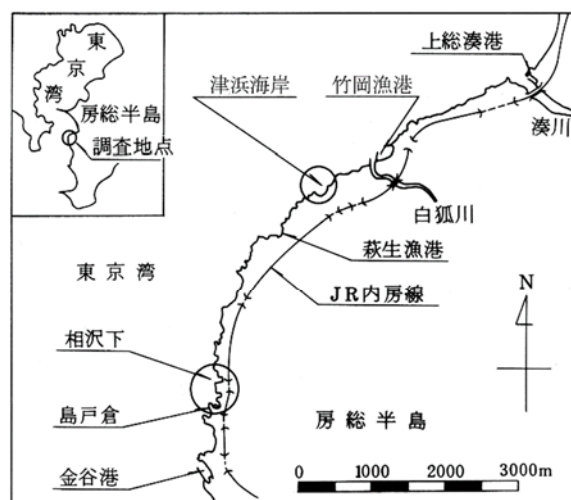 東京湾
房総半島
調査地点
上総湊港
津浜海岸
竹岡漁港
湊川
白狐川
萩生漁港
東京湾
JR内房線
N
相沢下
島戸倉
房総半島
金谷港
0 1000 2000 3000m